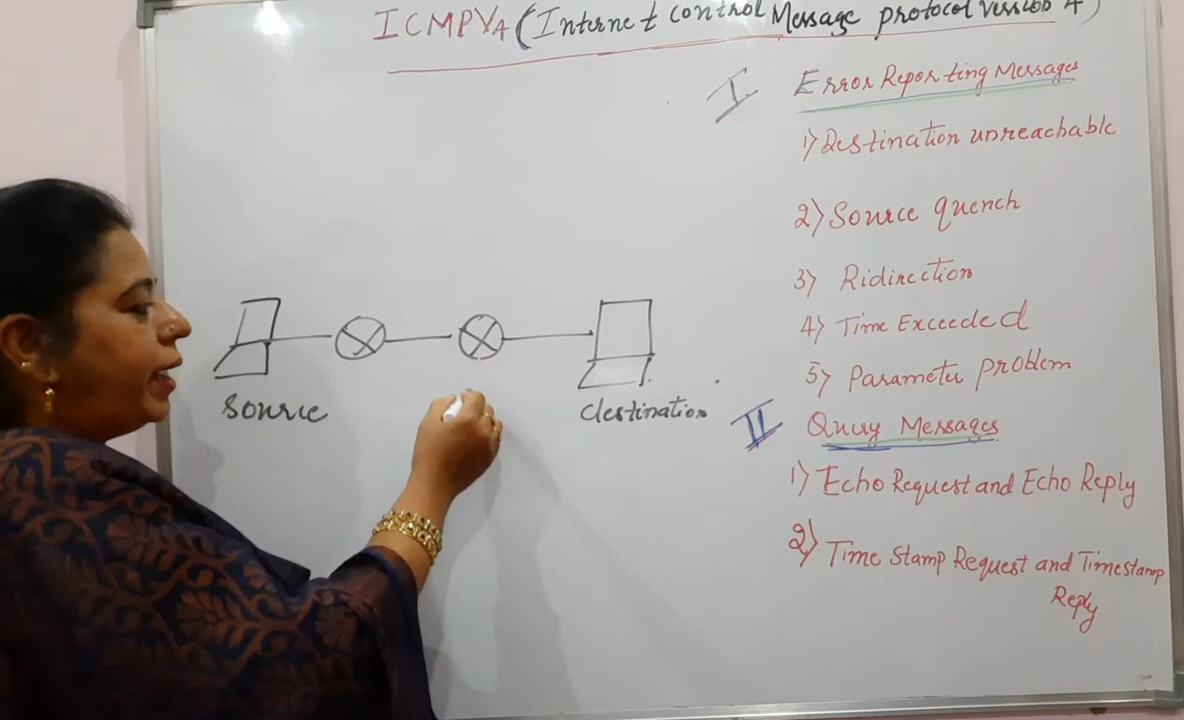 ICMPV4 (Internet control Message protocol version 4)
I Error Reporting Messages
1) Destination unreachable
2) Source quench
3) Ridirection
4) Time Exceeded
5) Parameter problem
II Query Messages
1) Echo Request and Echo Reply
2) Time Stamp Request and Timestamp
Reply
source
destination